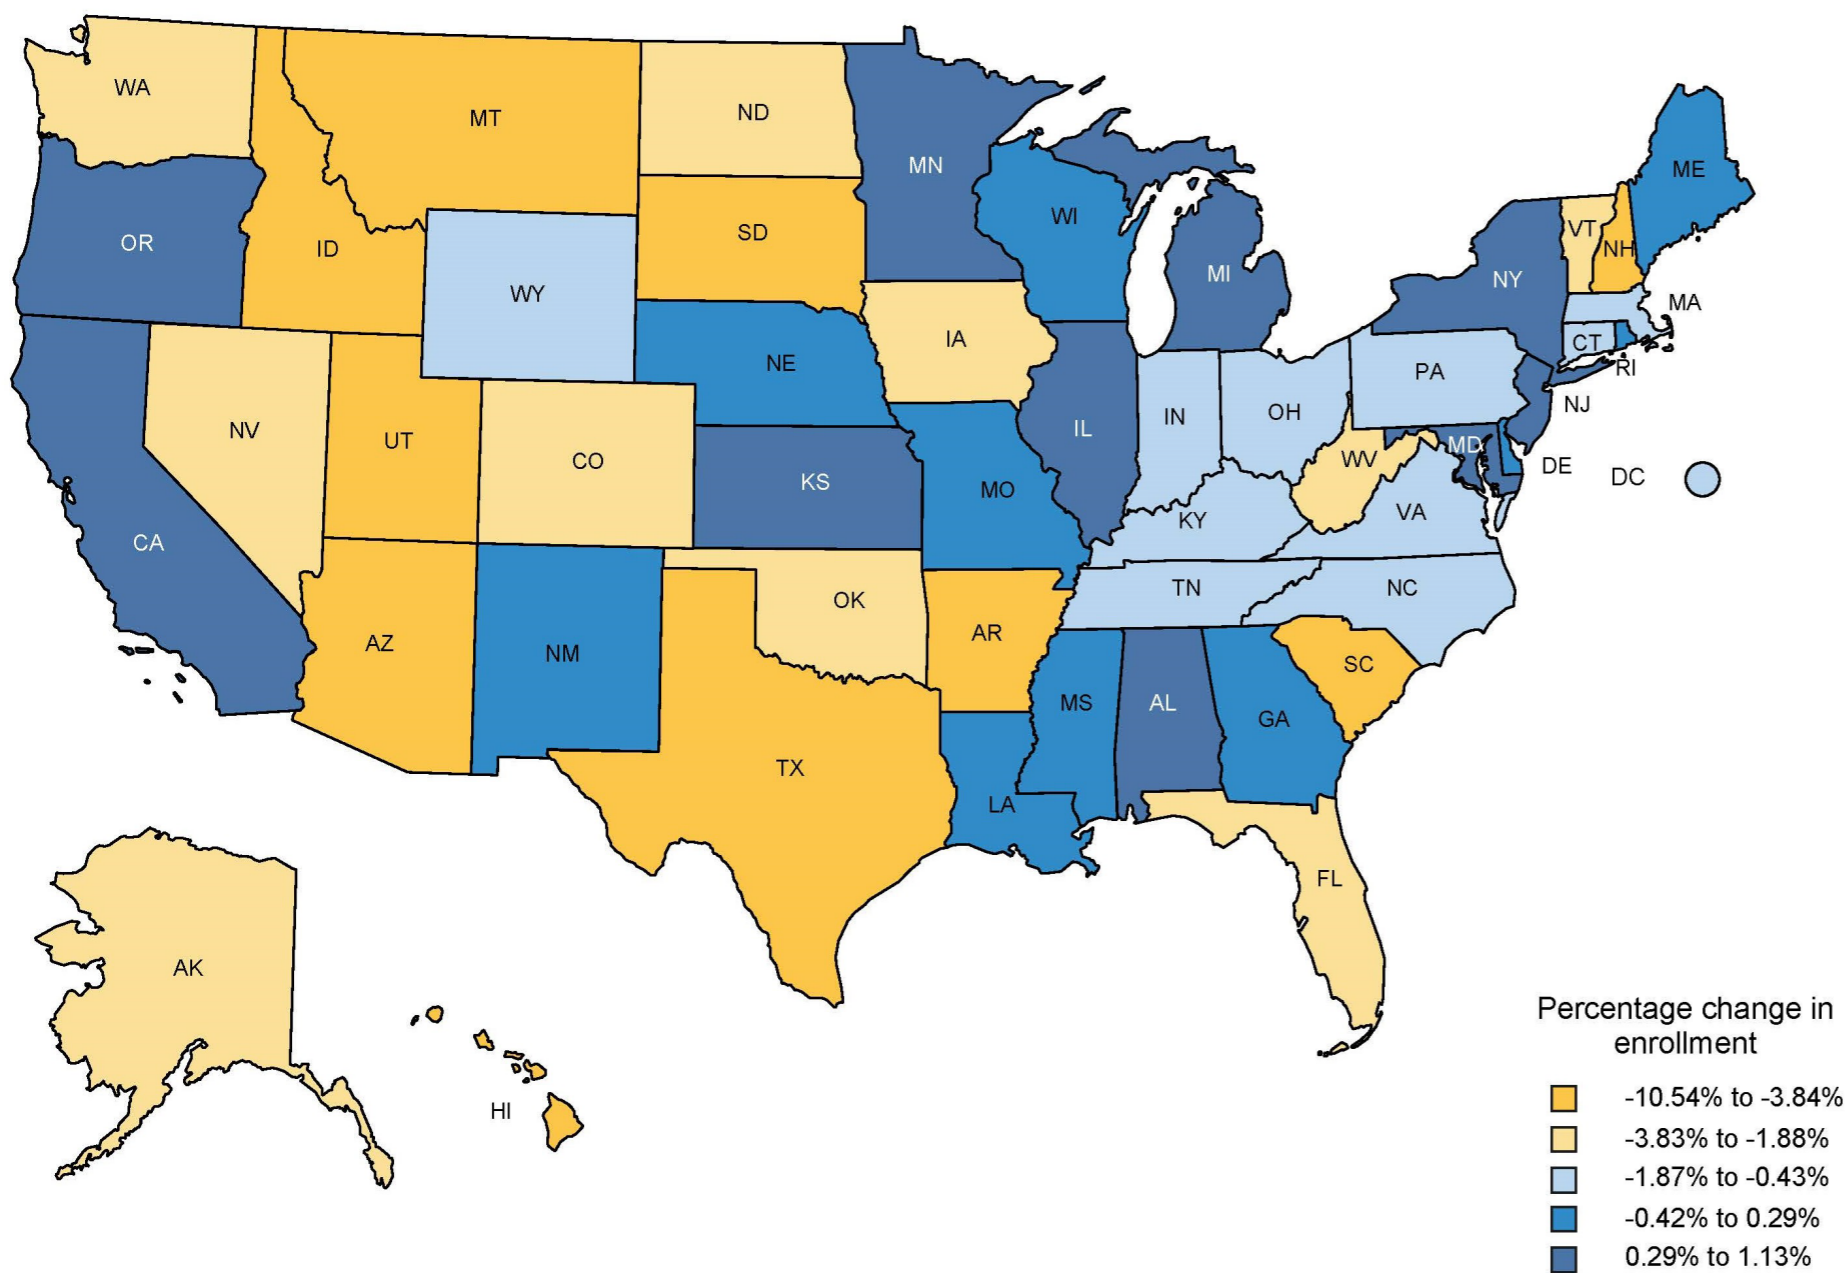 WA
MT
ND
MN
ME
OR
ID
SD
WI
VT
NH
WY
MI
NY
MA
IA
NE
CT
RI
PA
NV
UT
CO
IL
IN
OH
NJ
MD
KS
MO
WV
DE
DC
CA
KY
VA
OK
TN
NC
AZ
NM
AR
SC
MS
AL
GA
TX
LA
FL
AK
HI
Percentage change in
enrollment
-10.54% to -3.84%
-3.83% to -1.88%
-1.87% to -0.43%
-0.42% to 0.29%
0.29% to 1.13%